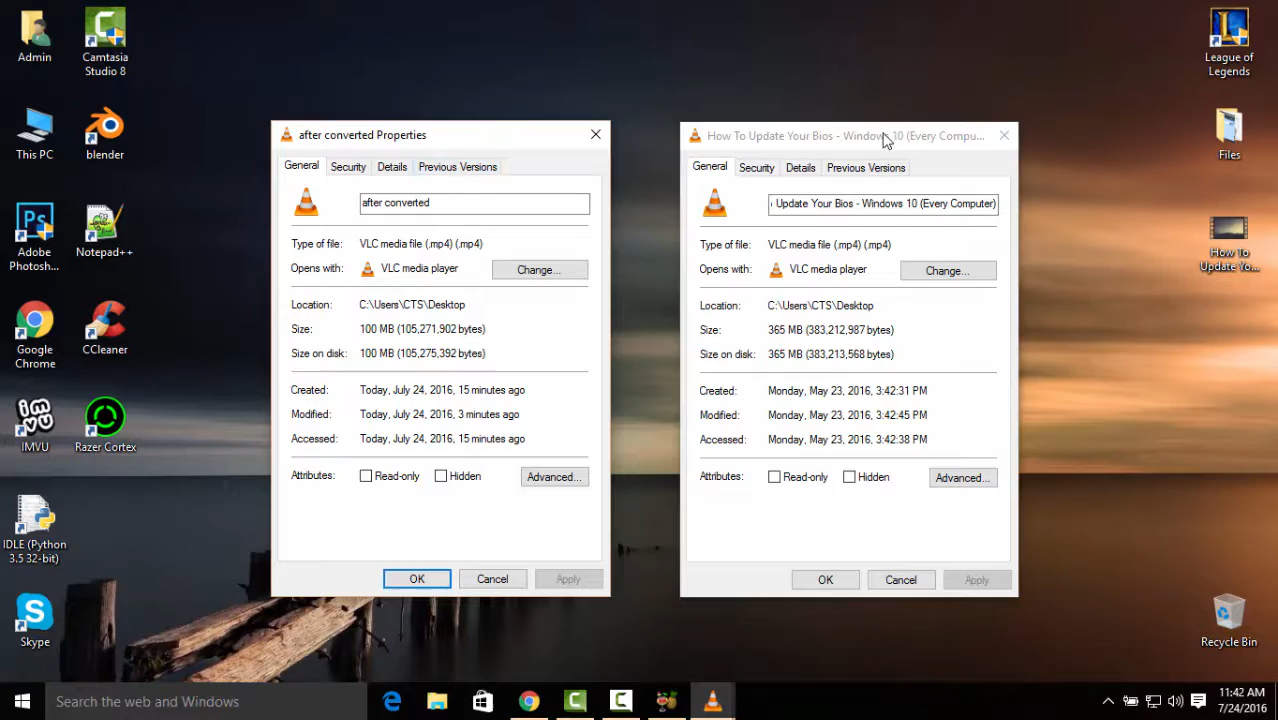 Admin
Camtasia
Studio 8
This PC
blender
Adobe
Photosh...
Notepad++
Google
Chrome
CCleaner
IMVU
Razer Cortex
IDLE (Python
3.5 32-bit)
Skype
after converted Properties
General Security Details Previous Versions
after converted
Type of file: VLC media file (.mp4) (.mp4)
Opens with: VLC media player Change...
Location: C:\Users\CTS\Desktop
Size: 100 MB (105,271,902 bytes)
Size on disk: 100 MB (105,275,392 bytes)
Created: Today, July 24, 2016, 15 minutes ago
Modified: Today, July 24, 2016, 3 minutes ago
Accessed: Today, July 24, 2016, 15 minutes ago
Attributes: Read-only Hidden Advanced...
OK Cancel Apply
How To Update Your Bios - Windows 10 (Every Compu...
General Security Details Previous Versions
Update Your Bios - Windows 10 (Every Computer)
Type of file: VLC media file (.mp4) (.mp4)
Opens with: VLC media player Change...
Location: C:\Users\CTS\Desktop
Size: 365 MB (383,212,987 bytes)
Size on disk: 365 MB (383,213,568 bytes)
Created: Monday, May 23, 2016, 3:42:31 PM
Modified: Monday, May 23, 2016, 3:42:45 PM
Accessed: Monday, May 23, 2016, 3:42:38 PM
Attributes: Read-only Hidden Advanced...
OK Cancel Apply
League of
Legends
Files
How To
Update Yo...
Recycle Bin
Search the web and Windows
11:42 AM
7/24/2016